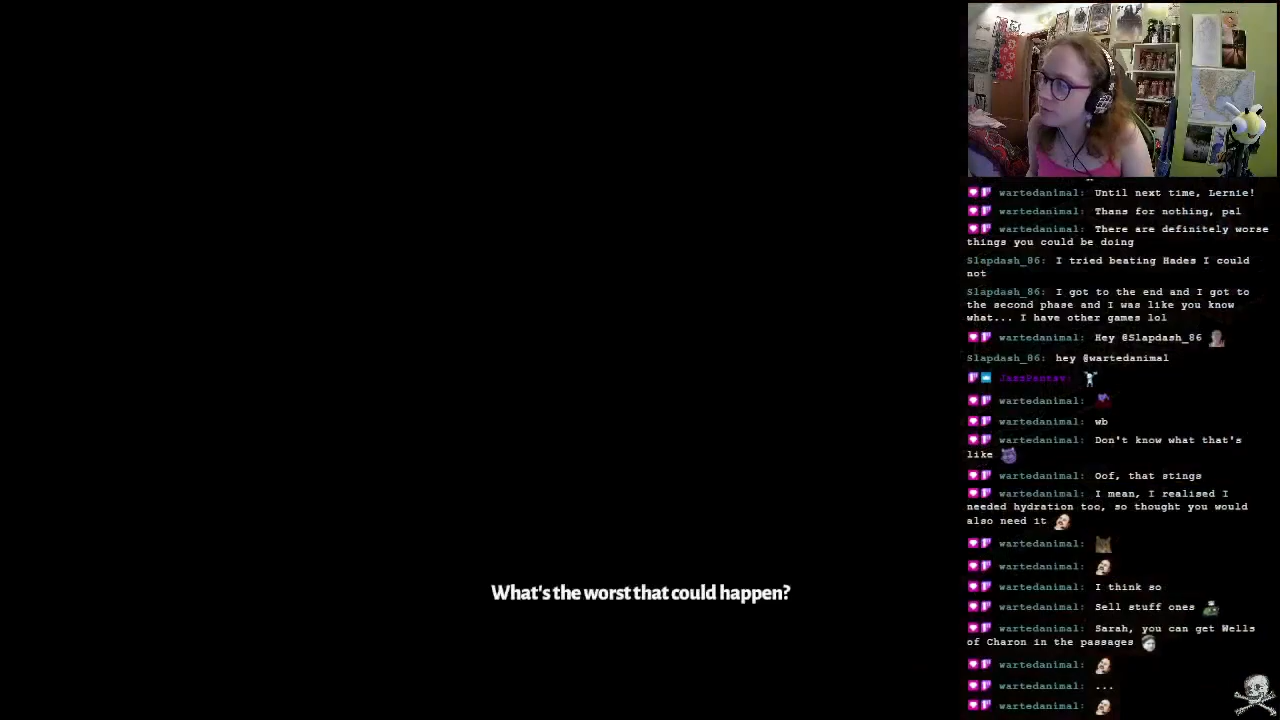 wartedanimal: Until next time, Lernie!
wartedanimal: Thans for nothing, pal
wartedanimal: There are definitely worse
things you could be doing
Slapdash_86: I tried beating Hades I could
not
Slapdash_86: I got to the end and I got to
the second phase and I was like you know
what... I have other games lol
wartedanimal: Hey @Slapdash_86
Slapdash_86: hey @wartedanimal
wartedanimal:
wartedanimal: wb
wartedanimal: Don't know what that's
like
wartedanimal: Oof, that stings
wartedanimal: I mean, I realised I
needed hydration too, so thought you would
also need it
wartedanimal:
wartedanimal:
wartedanimal: I think so
wartedanimal: Sell stuff ones
wartedanimal: Sarah, you can get Wells
of Charon in the passages
wartedanimal:
wartedanimal: ...
wartedanimal:
What's the worst that could happen?